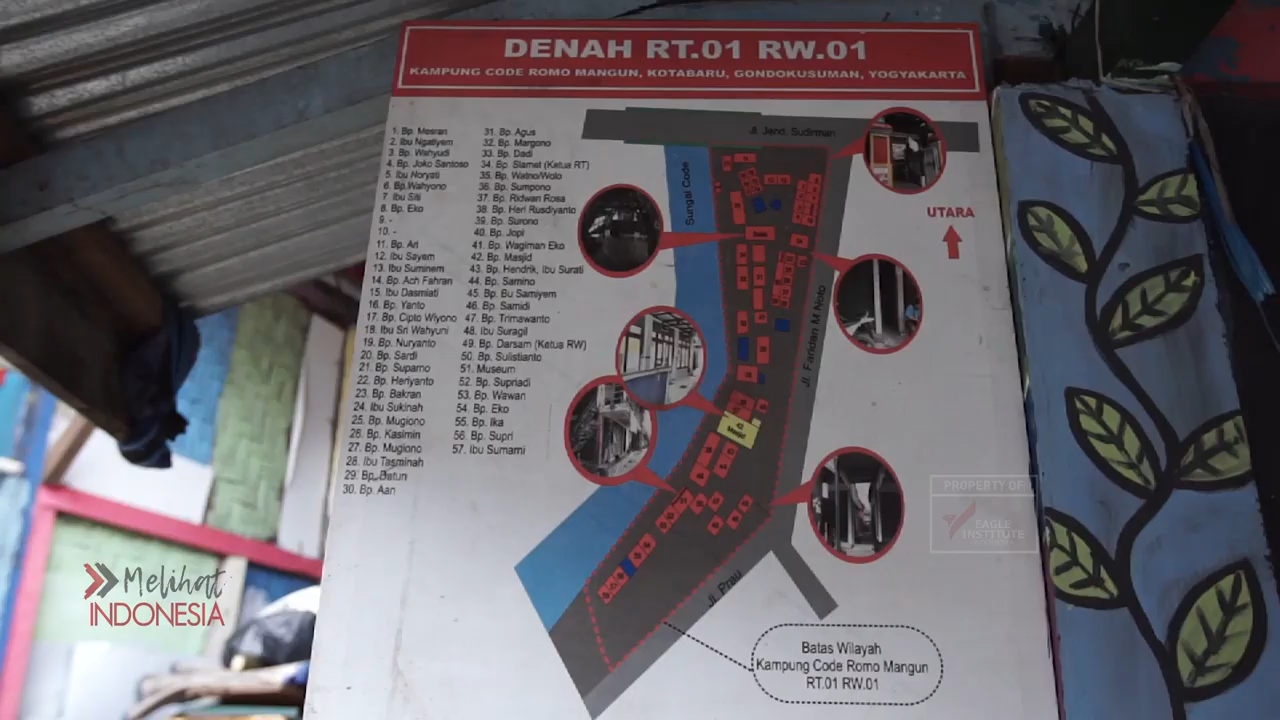 DENAH RT.01 RW.01
KAMPUNG CODE ROMO MANGUN, KOTABARU, GONDOKUSUMAN, YOGYAKARTA
1. Bp. Mesran
2. Ibu Ngatiyem
3. Bp. Wahyudi
4. Bp. Joko Santoso
5. Ibu Noryati
6. Bp.Wahyono
7. Ibu Siti
8. Bp. Eko
9. -
10. -
11. Bp. Ari
12. Ibu Sayem
13. Ibu Suminem
14. Bp. Ach Fahran
15. Ibu Dasmiati
16. Bp. Yanto
17. Bp. Cipto Wiyono
18. Ibu Sri Wahyuni
19. Bp. Nuryanto
20. Bp. Sardi
21. Bp. Suparno
22. Bp. Heriyanto
23. Bp. Bakran
24. Ibu Sukinah
25. Bp. Mugiono
26. Bp. Kasimin
27. Bp. Mugiono
28. Ibu Tasminah
29. Bp.
30. Bp. Aan
31. Bp. Agus
32. Bp. Margono
33. Bp. Dadi
34. Bp. Slamet (Ketua RT)
35. Bp. Watno/Wolo
36. Bp. Sumpono
37. Bp. Ridwan Rosa
38. Bp. Heri Rusdiyanto
39. Bp. Surono
40. Bp. Jopi
41. Bp. Wagiman Eko
42. Bp. Masjid
43. Bp. Hendrik, Ibu Surati
44. Bp. Samino
45. Bp. Bu Samiyem
46. Bp. Samidi
47. Bp. Trimawanto
48. Ibu Suragil
49. Bp. Darsam (Ketua RW)
50. Bp. Sulistianto
51. Museum
52. Bp. Supriadi
53. Bp. Wawan
54. Bp. Eko
55. Bp. Ika
56. Bp. Supri
57. Ibu Sumarni
Jl. Jend. Sudirman
Sungai Code
UTARA
Jl. Faridan M Noto
42
Masjid
Jl. Prau
Batas Wilayah
Kampung Code Romo Mangun
RT.01 RW.01
PROPERTY OF
EAGLE
INSTITUTE
Melihat
INDONESIA